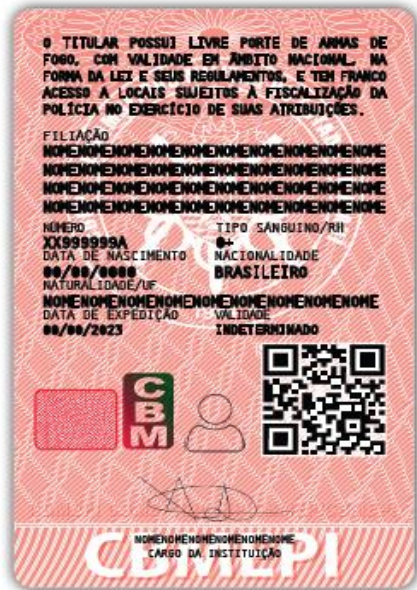 O TITULAR POSSUI LIVRE PORTE DE ARMAS DE
FOGO, COM VALIDADE EM ÂMBITO NACIONAL, NA
FORMA DA LEI E SEUS REGULAMENTOS, E TEM FRANCO
ACESSO A LOCAIS SUJEITOS À FISCALIZAÇÃO DA
POLÍCIA NO EXERCÍCIO DE SUAS ATRIBUIÇÕES.
FILIAÇÃO
NOMENOMENOMENOMENOMENOMENOMENOMENOMENOME
NOMENOMENOMENOMENOMENOMENOMENOMENOMENOME
NOMENOMENOMENOMENOMENOMENOMENOMENOMENOME
NOMENOMENOMENOMENOMENOMENOMENOMENOMENOME
NÚMERO TIPO SANGUINO/RH
XX999999A O+
DATA DE NASCIMENTO NACIONALIDADE
00/00/0000 BRASILEIRO
NATURALIDADE/UF
NOMENOMENOMENOMENOMENOMENOMENOMENOME
DATA DE EXPEDIÇÃO VALIDADE
00/00/2023 INDETERMINADO
CBM
NOMENOMENOMENOMENOMENOME
CARGO DA INSTITUIÇÃO
CBMEPI